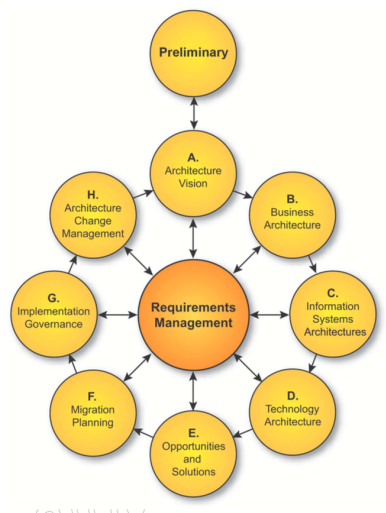 Preliminary
A.
Architecture
Vision
H.
Architecture
Change
Management
B.
Business
Architecture
G.
Implementation
Governance
Requirements
Management
C.
Information
Systems
Architectures
F.
Migration
Planning
D.
Technology
Architecture
E.
Opportunities
and
Solutions